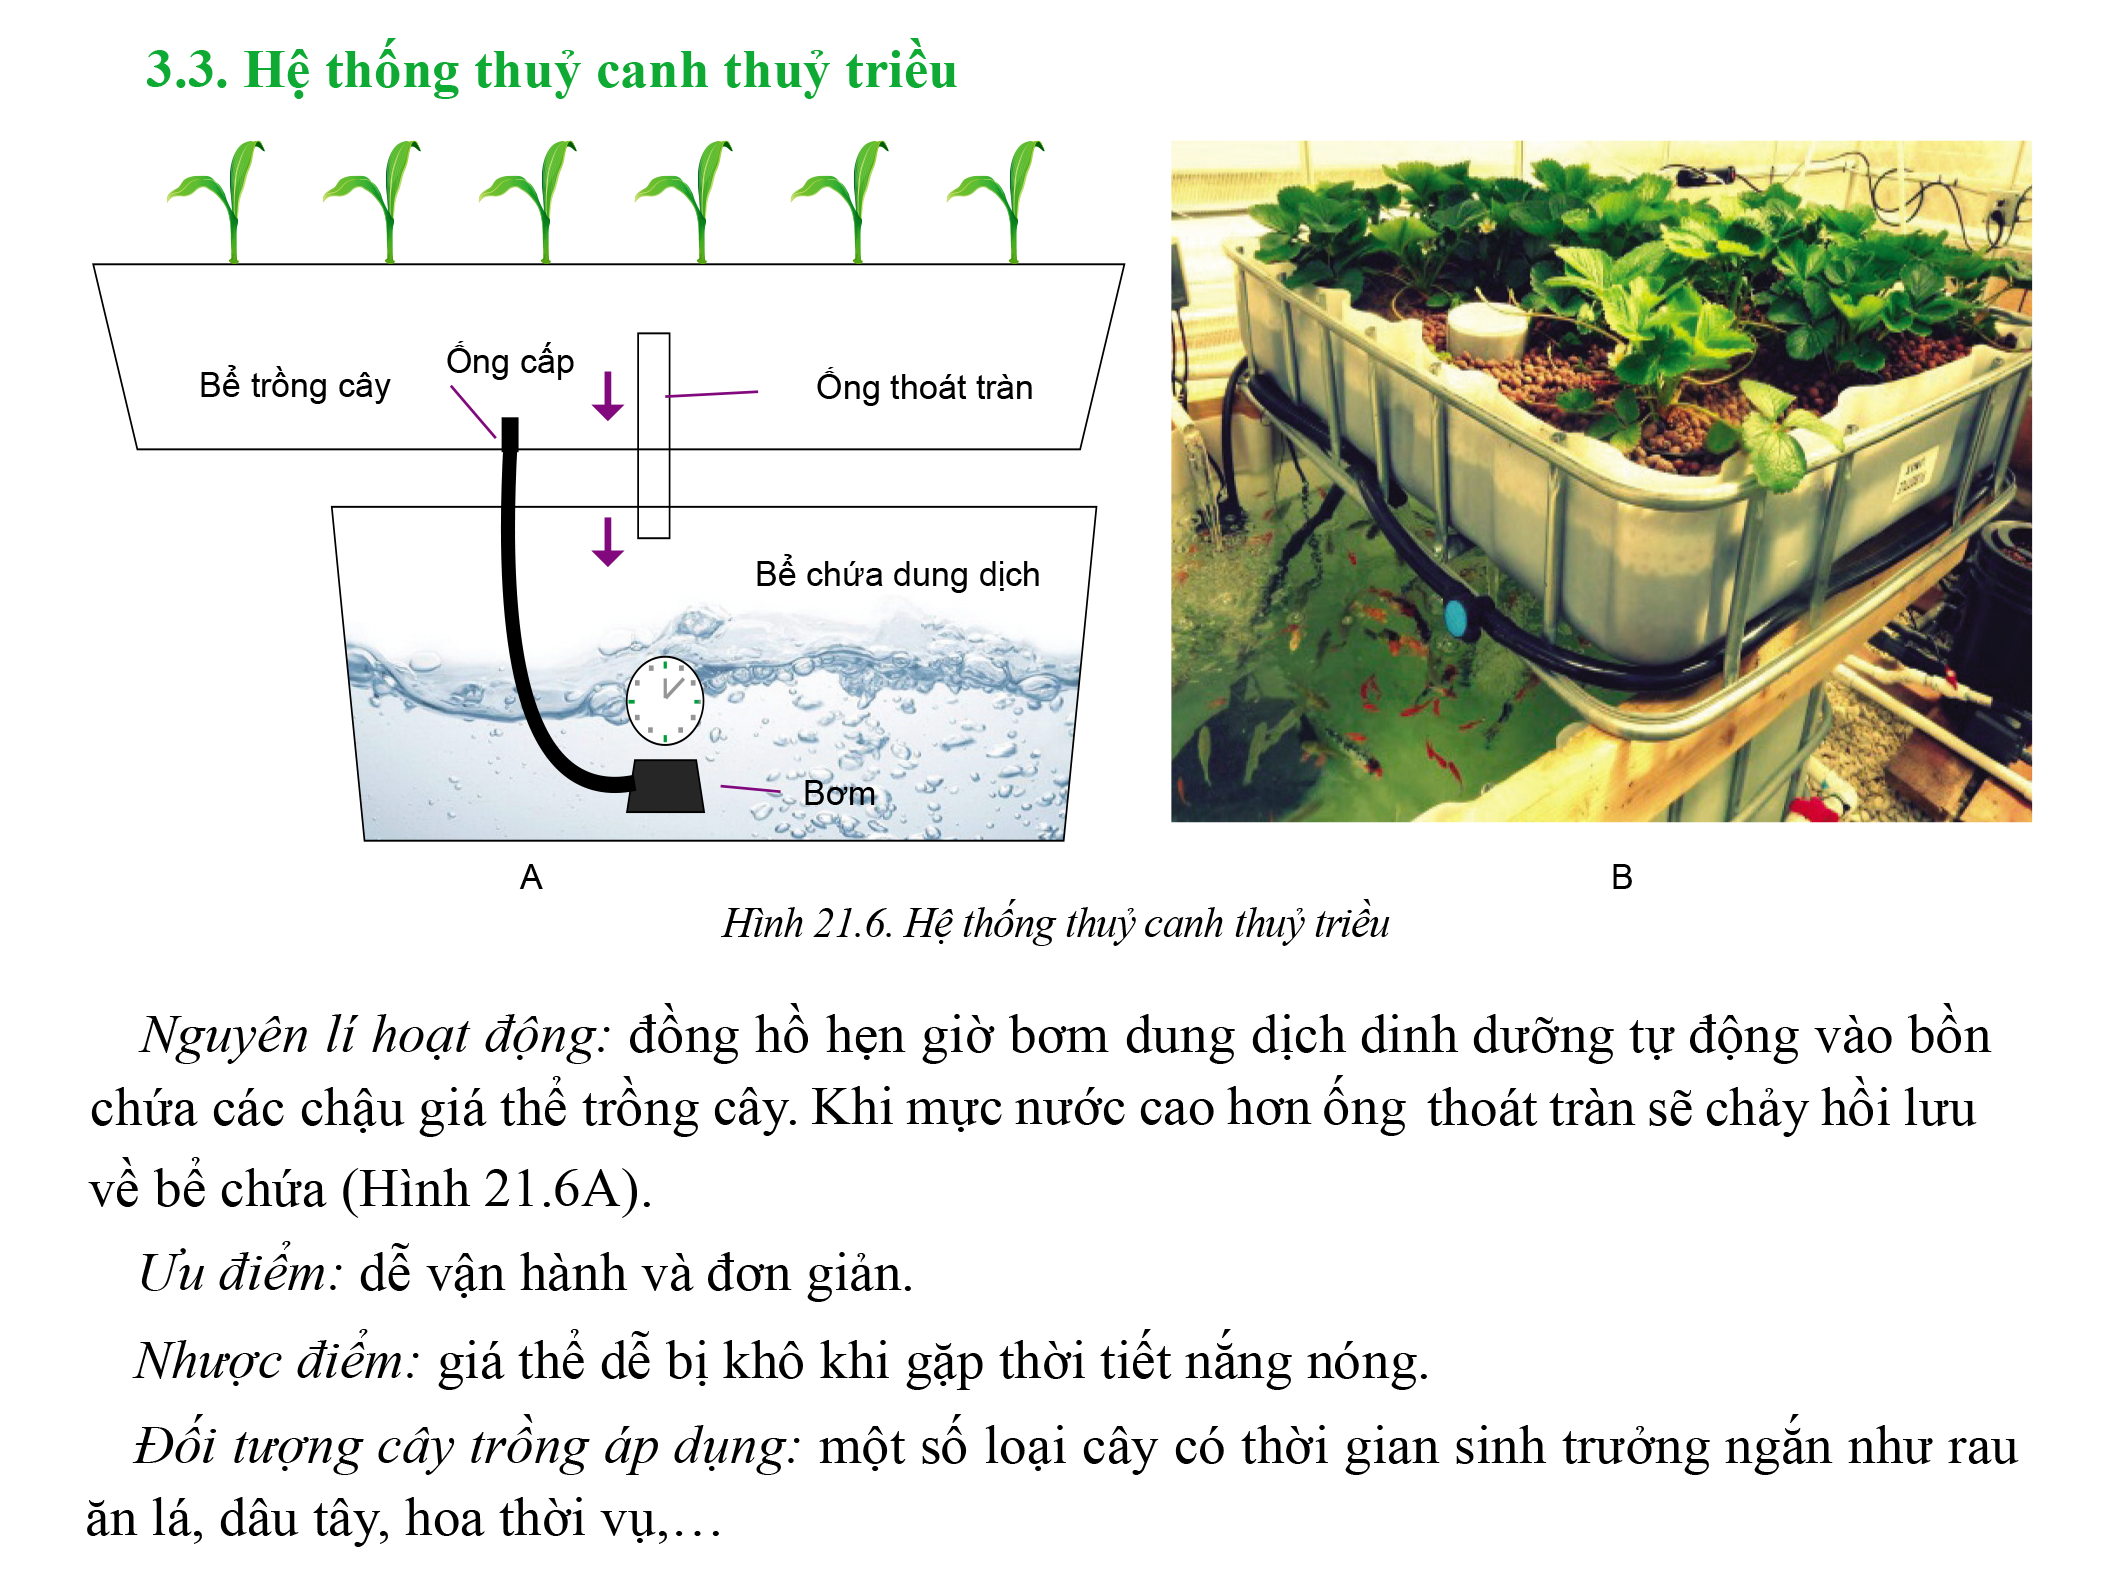 3.3. Hệ thống thuỷ canh thuỷ triều
Bể trồng cây
Ống cấp
Ống thoát tràn
Bể chứa dung dịch
Bơm
A
B
Hình 21.6. Hệ thống thuỷ canh thuỷ triều
Nguyên lí hoạt động: đồng hồ hẹn giờ bơm dung dịch dinh dưỡng tự động vào bồn
chứa các chậu giá thể trồng cây. Khi mực nước cao hơn ống thoát tràn sẽ chảy hồi lưu
về bể chứa (Hình 21.6A).
Ưu điểm: dễ vận hành và đơn giản.
Nhược điểm: giá thể dễ bị khô khi gặp thời tiết nắng nóng.
Đối tượng cây trồng áp dụng: một số loại cây có thời gian sinh trưởng ngắn như rau
ăn lá, dâu tây, hoa thời vụ,…